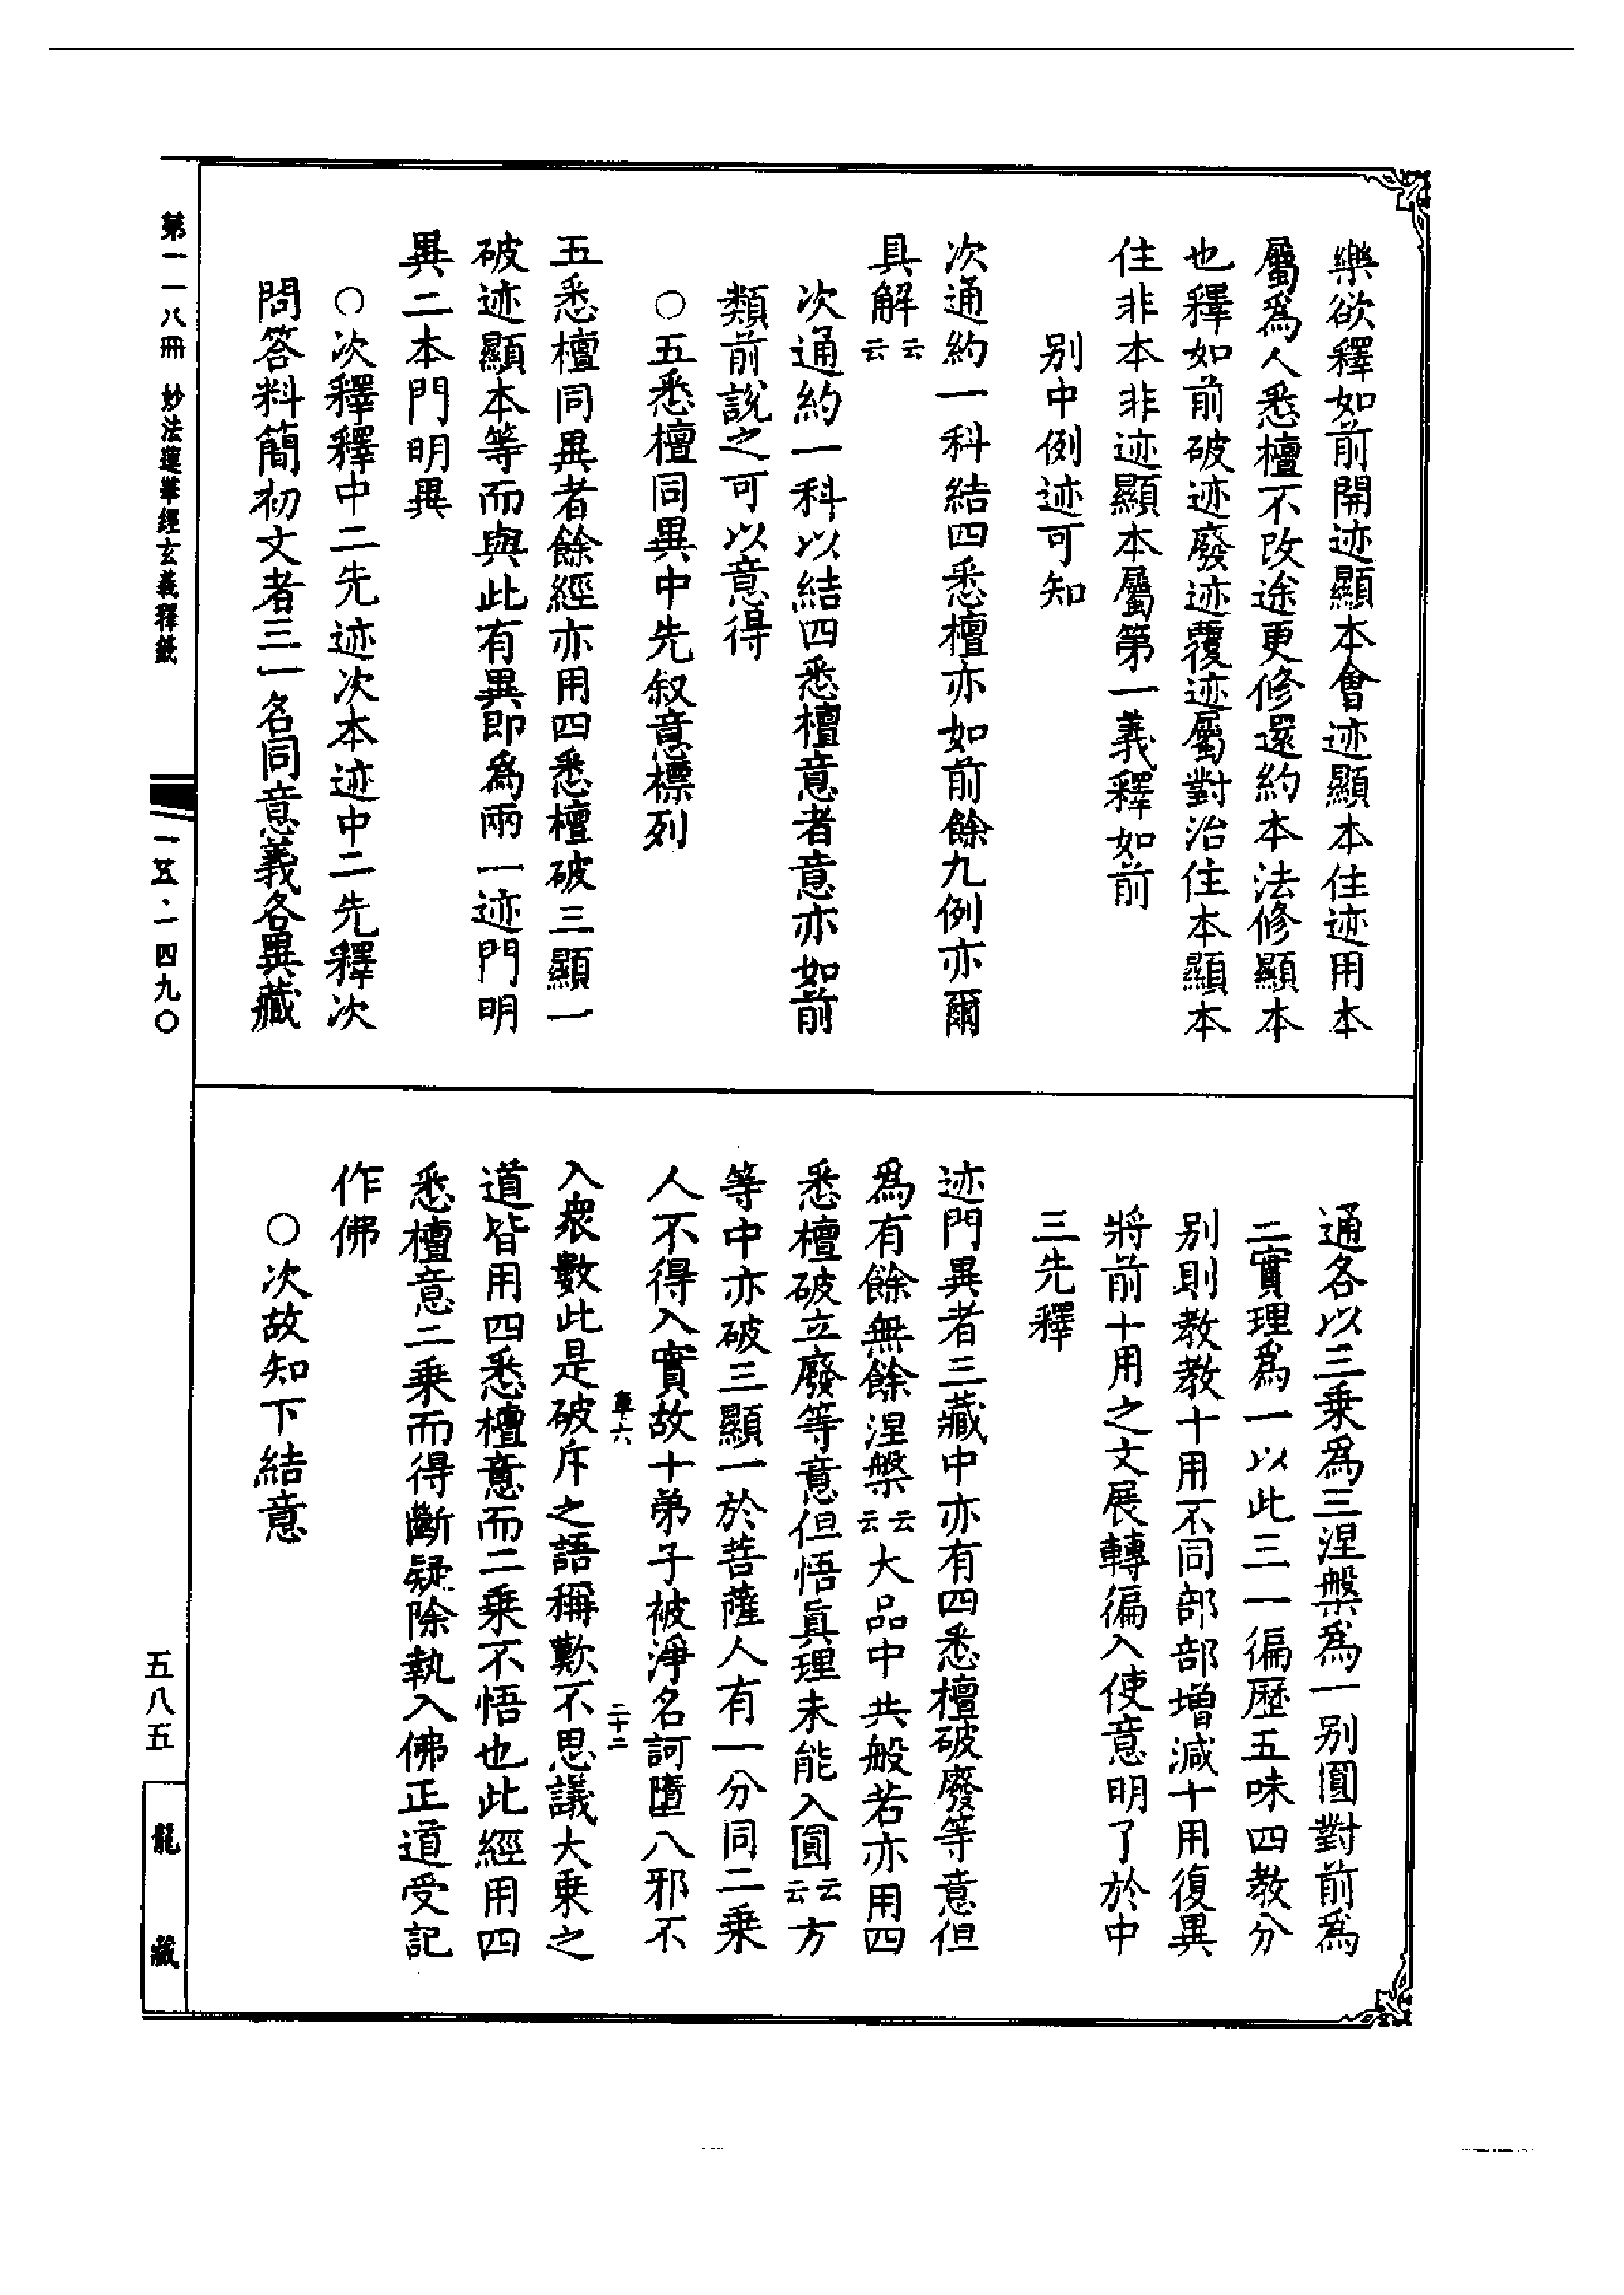 樂欲釋如前開迹顯本會迹顯本住迹用本
屬爲人悉檀不改途更修還約本法修顯本
也釋如前破迹廢迹覆迹屬對治住本顯本
住非本非迹顯本屬第一義釋如前
别中例迹可知
次通約一科結四悉檀亦如前餘九例亦爾
具解云云
次通約一科以結四悉檀意者意亦如前
類前說之可以意得
○五悉檀同異中先叙意標列
五悉檀同異者餘經亦用四悉檀破三顯一
破迹顯本等而與此有異即爲兩一迹門明
異二本門明異
○次釋釋中二先迹次本迹中二先釋次
問答料簡初文者三一名同意義各異藏
通各以三乗爲三涅槃爲一别圓對前爲
二實理爲一以此三一徧歷五味四教分
别則教教十用不同部部增減十用復異
將前十用之文展轉徧入使意明了於中
三先釋
迹門異者三藏中亦有四悉檀破廢等意但
爲有餘無餘涅槃云云大品中共般若亦用四
悉檀破立廢等意但悟眞理未能入圓云云方
等中亦破三顯一於菩薩人有一分同二乗
人不得入實故十弟子被淨名訶墮八邪不
入衆數此是破斥之語稱歎不思議大乗之
道皆用四悉檀意而二乗不悟也此經用四
悉檀意二乗而得斷疑除執入佛正道受記
作佛
○次故知下結意
六
二十二
第一一八冊 妙法蓮華經玄義釋籤
一五·一四九〇
五八五
龍藏